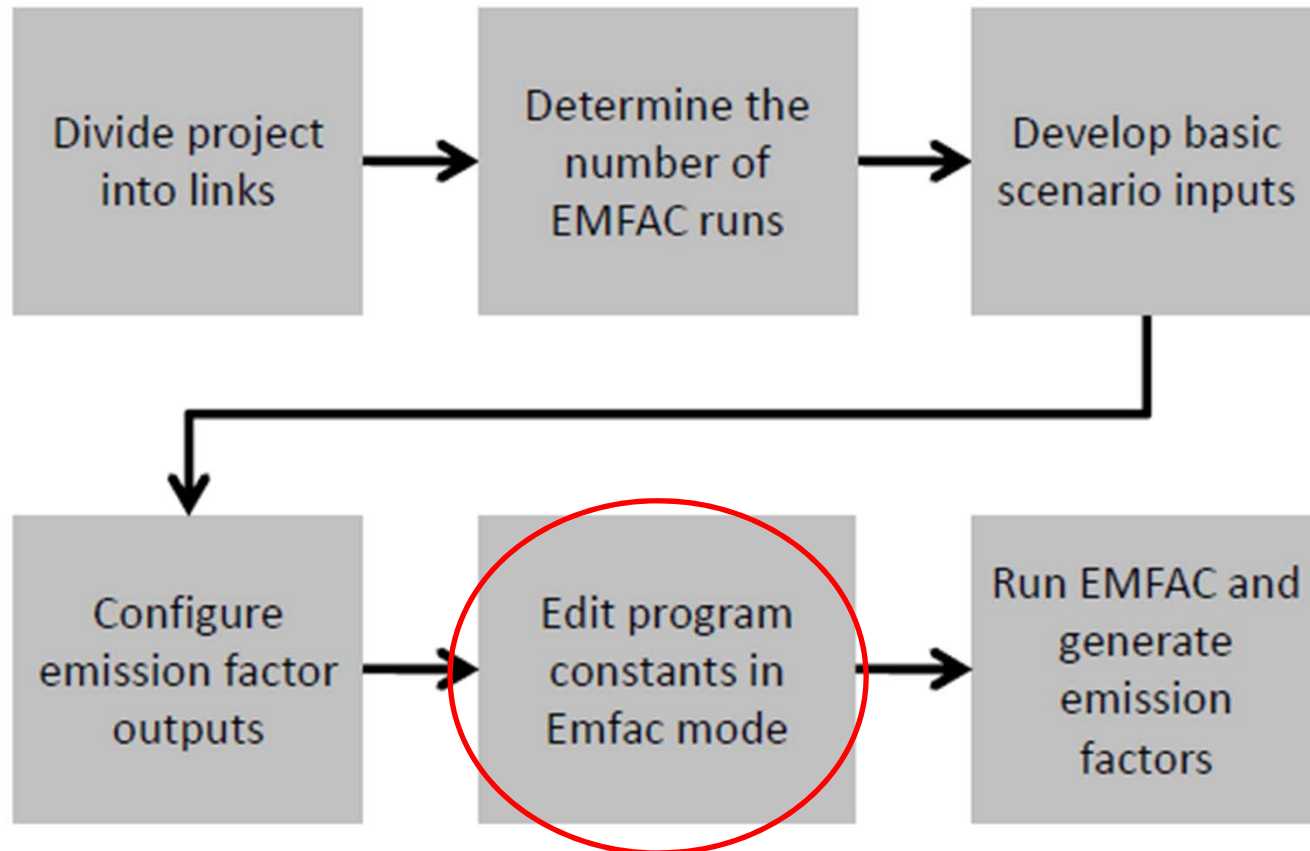 Divide project
into links
Determine the
number of
EMFAC runs
Develop basic
scenario inputs
Configure
emission factor
outputs
Edit program
constants in
Emfac mode
Run EMFAC and
generate
emission
factors